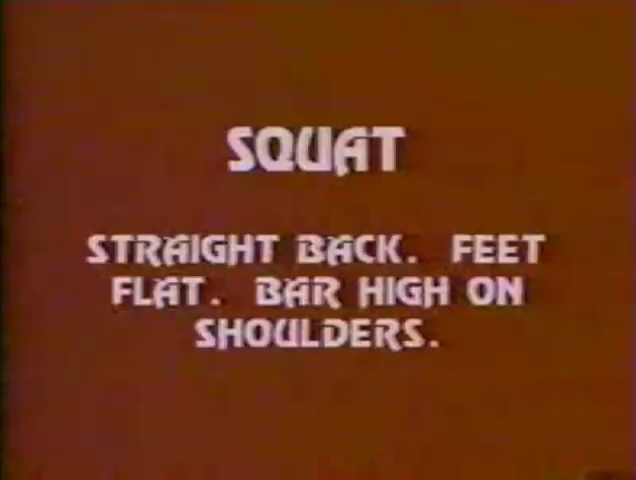 SQUAT
STRAIGHT BACK.  FEET
FLAT.  BAR HIGH ON
SHOULDERS.